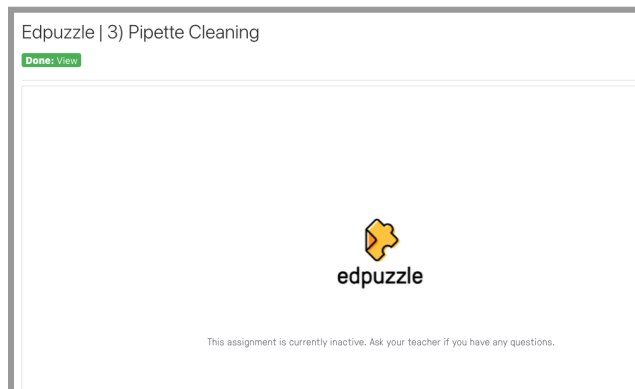 Edpuzzle | 3) Pipette Cleaning
Done: View
edpuzzle
This assignment is currently inactive. Ask your teacher if you have any questions.